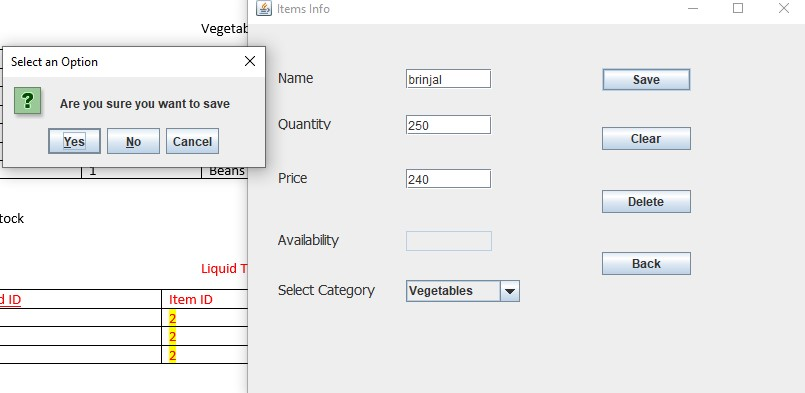 Vegetab
Select an Option
Are you sure you want to save
Yes
No
Cancel
1
Beans
tock
Liquid T
d ID
Item ID
2
2
2
Items Info
Name
brinjal
Save
Quantity
250
Clear
Price
240
Delete
Availability
Back
Select Category
Vegetables